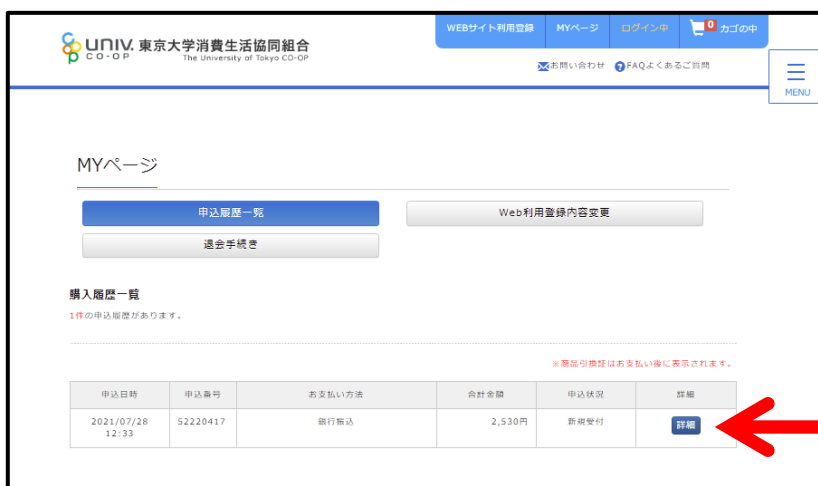 WEBサイト利用登録 MYページ ログイン中 0 カゴの中
UNIV. 東京大学消費生活協同組合
CO-OP The University of Tokyo CO-OP
お問い合わせ ?FAQよくあるご質問
MENU
MYページ
申込履歴一覧 Web利用登録内容変更
退会手続き
購入履歴一覧
1件の申込履歴があります。
※商品引換証はお支払い後に表示されます。
申込日時 申込番号 お支払い方法 合計金額 申込状況 詳細
2021/07/28 52220417 銀行振込 2,530円 新規受付 詳細
12:33